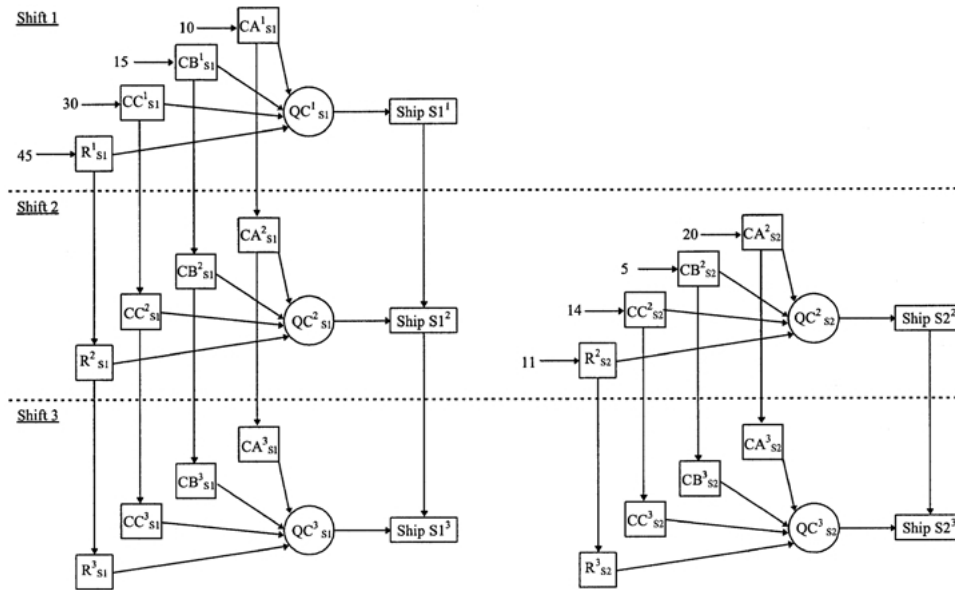 Shift 1
10 CA¹S1
15 CB¹S1
30 CC¹S1
QC¹S1
Ship S1¹
45 R¹S1
Shift 2
CA²S1
CB²S1
CC²S1
QC²S1
Ship S1²
R²S1
20 CA²S2
5 CB²S2
14 CC²S2
QC²S2
Ship S2²
11 R²S2
Shift 3
CA³S1
CB³S1
CC³S1
QC³S1
Ship S1³
R³S1
CA³S2
CB³S2
CC³S2
QC³S2
Ship S2³
R³S2